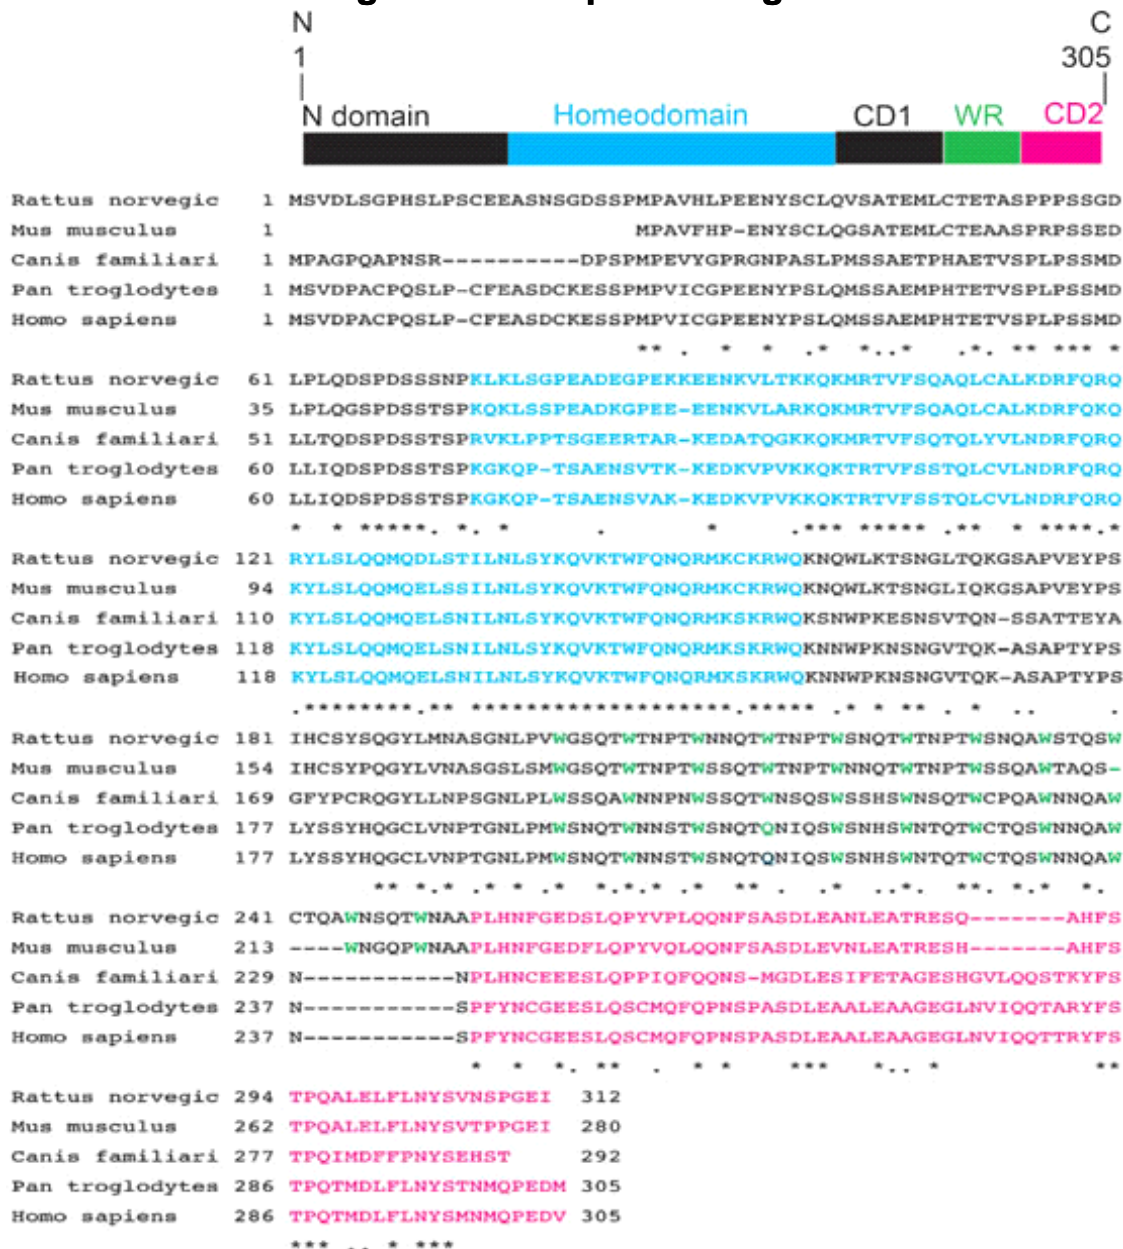 N C
1 305
N domain Homeodomain CD1 WR CD2
Rattus norvegic 1 MSVDLSGPHSLPSCEEASNSGDSSPMPAVHLPEENYSCLQVSATEMLCTETASPPPSSGD
Mus musculus 1 MPAVFHP-ENYSCLQGSATEMLCTEAASPRPSSED
Canis familiari 1 MPAGPQAPNSR----------DPSPMPEVYGPRGNPASLPMSSAETPHAETVSPLPSSMD
Pan troglodytes 1 MSVDPACPQSLP-CFEASDCKESSPMPVICGPEENYPSLQMSSAEMPHTETVSPLPSSMD
Homo sapiens 1 MSVDPACPQSLP-CFEASDCKESSPMPVICGPEENYPSLQMSSAEMPHTETVSPLPSSMD
** . * * .* *..* .*. ** *** *
Rattus norvegic 61 LPLQDSPDSSSNPKLKLSGPEADEGPEKKEENKVLTKKQKMRTVFSQAQLCALKDRFQRQ
Mus musculus 35 LPLQGSPDSSTSPKQKLSSPEADKGPEE-EENKVLARKQKMRTVFSQAQLCALKDRFQKQ
Canis familiari 51 LLTQDSPDSSTSPRVKLPPTSGEERTAR-KEDATQGKKQKMRTVFSQTQLYVLNDRFQRQ
Pan troglodytes 60 LLIQDSPDSSTSPKGKQP-TSAENSVTK-KEDKVPVKKQKTRTVFSSTQLCVLNDRFQRQ
Homo sapiens 60 LLIQDSPDSSTSPKGKQP-TSAENSVAK-KEDKVPVKKQKTRTVFSSTQLCVLNDRFQRQ
* * *****. *. * . * .*** ***** .** * ****.*
Rattus norvegic 121 RYLSLQQMQDLSTILNLSYKQVKTWFQNQRMKCKRWQKNQWLKTSNGLTQKGSAPVEYPS
Mus musculus 94 KYLSLQQMQELSSILNLSYKQVKTWFQNQRMKCKRWQKNQWLKTSNGLIQKGSAPVEYPS
Canis familiari 110 KYLSLQQMQELSNILNLSYKQVKTWFQNQRMKSKRWQKSNWPKESNSVTQN-SSATTEYA
Pan troglodytes 118 KYLSLQQMQELSNILNLSYKQVKTWFQNQRMKSKRWQKNNWPKNSNGVTQK-ASAPTYPS
Homo sapiens 118 KYLSLQQMQELSNILNLSYKQVKTWFQNQRMKSKRWQKNNWPKNSNGVTQK-ASAPTYPS
.********.** *******************.***** .* * ** . * .. .
Rattus norvegic 181 IHCSYSQGYLMNASGNLPVWGSQTWTNPTWNNQTWTNPTWSNQTWTNPTWSNQAWSTQSW
Mus musculus 154 IHCSYPQGYLVNASGSLSMWGSQTWTNPTWSSQTWTNPTWNNQTWTNPTWSSQAWTAQS-
Canis familiari 169 GFYPCRQGYLLNPSGNLPLWSSQAWNNPNWSSQTWNSQSWSSHSWNSQTWCPQAWNNQAW
Pan troglodytes 177 LYSSYHQGCLVNPTGNLPMWSNQTWNNSTWSNQTQNIQSWSNHSWNTQTWCTQSWNNQAW
Homo sapiens 177 LYSSYHQGCLVNPTGNLPMWSNQTWNNSTWSNQTQNIQSWSNHSWNTQTWCTQSWNNQAW
** *.* .* * .* *.*.* .* ** . .* ..*. **. *.* *.
Rattus norvegic 241 CTQAWNSQTWNAAPLHNFGEDSLQPYVPLQQNFSASDLEANLEATRESQ-------AHFS
Mus musculus 213 ----WNGQPWNAAPLHNFGEDFLQPYVQLQQNFSASDLEVNLEATRESH-------AHFS
Canis familiari 229 N-----------NPLHNCEEESLQPPIQFQQNS-MGDLESIFETAGESHGVLQQSTKYFS
Pan troglodytes 237 N-----------SPFYNCGEESLQSCMQFQPNSPASDLEAALEAAGEGLNVIQQTARYFS
Homo sapiens 237 N-----------SPFYNCGEESLQSCMQFQPNSPASDLEAALEAAGEGLNVIQQTTRYFS
* * *. ** . * * *** *.. * **
Rattus norvegic 294 TPQALELFLNYSVNSPGEI 312
Mus musculus 262 TPQALELFLNYSVTPPGEI 280
Canis familiari 277 TPQIMDFFPNYSEHST 292
Pan troglodytes 286 TPQTMDLFLNYSTNMQPEDM 305
Homo sapiens 286 TPQTMDLFLNYSMNMQPEDV 305
*** .. * ***